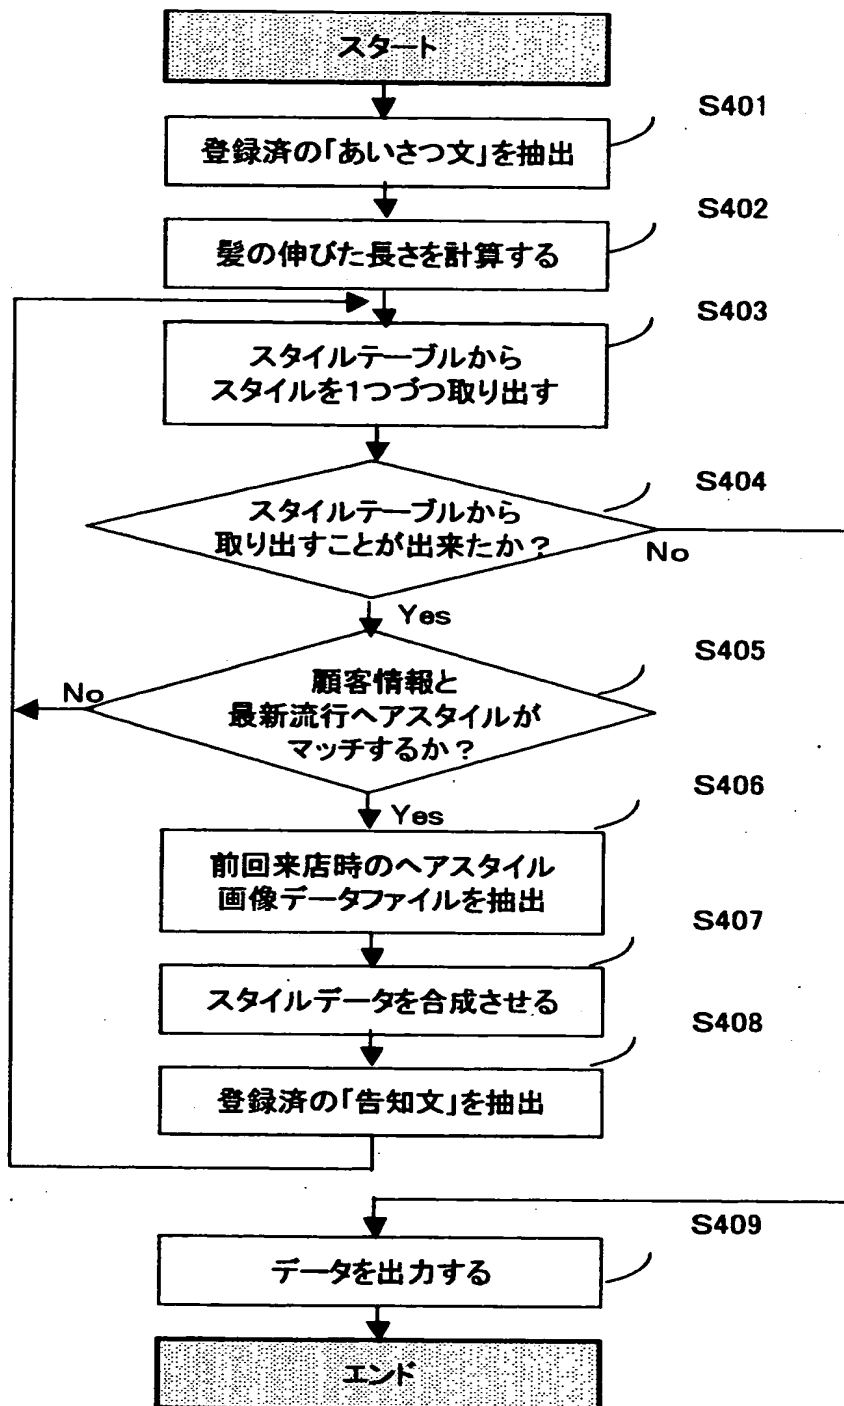 スタート
S401
登録済の「あいさつ文」を抽出
S402
髪の伸びた長さを計算する
S403
スタイルテーブルから
スタイルを1つづつ取り出す
S404
スタイルテーブルから
取り出すことが出来たか?
No
Yes
S405
顧客情報と
最新流行ヘアスタイルが
マッチするか?
No
S406
Yes
前回来店時のヘアスタイル
画像データファイルを抽出
S407
スタイルデータを合成させる
S408
登録済の「告知文」を抽出
S409
データを出力する
エンド